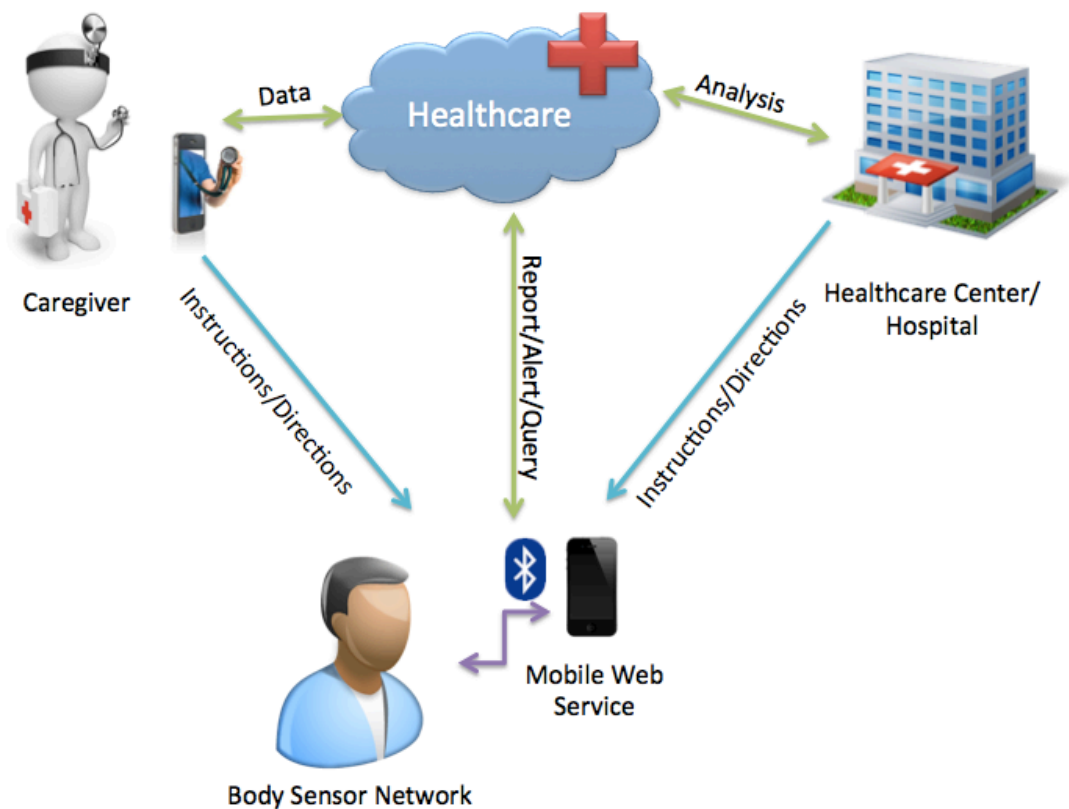 Data
Healthcare
Analysis
Caregiver
Instructions/Directions
Report/Alert/Query
Instructions/Directions
Healthcare Center/
Hospital
Mobile Web
Service
Body Sensor Network